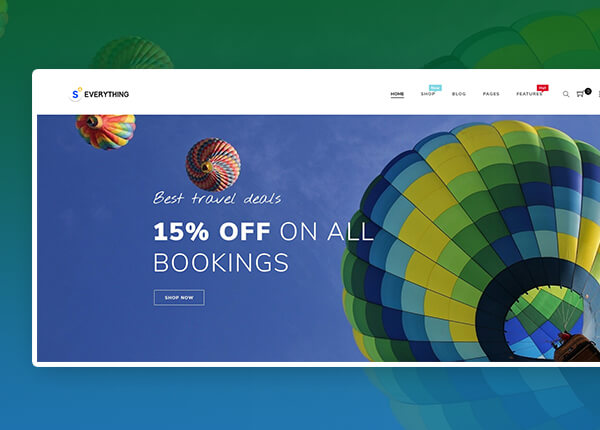 S EVERYTHING
HOME SHOP New BLOG PAGES FEATURES Hot 0
Best travel deals
15% OFF ON ALL
BOOKINGS
SHOP NOW